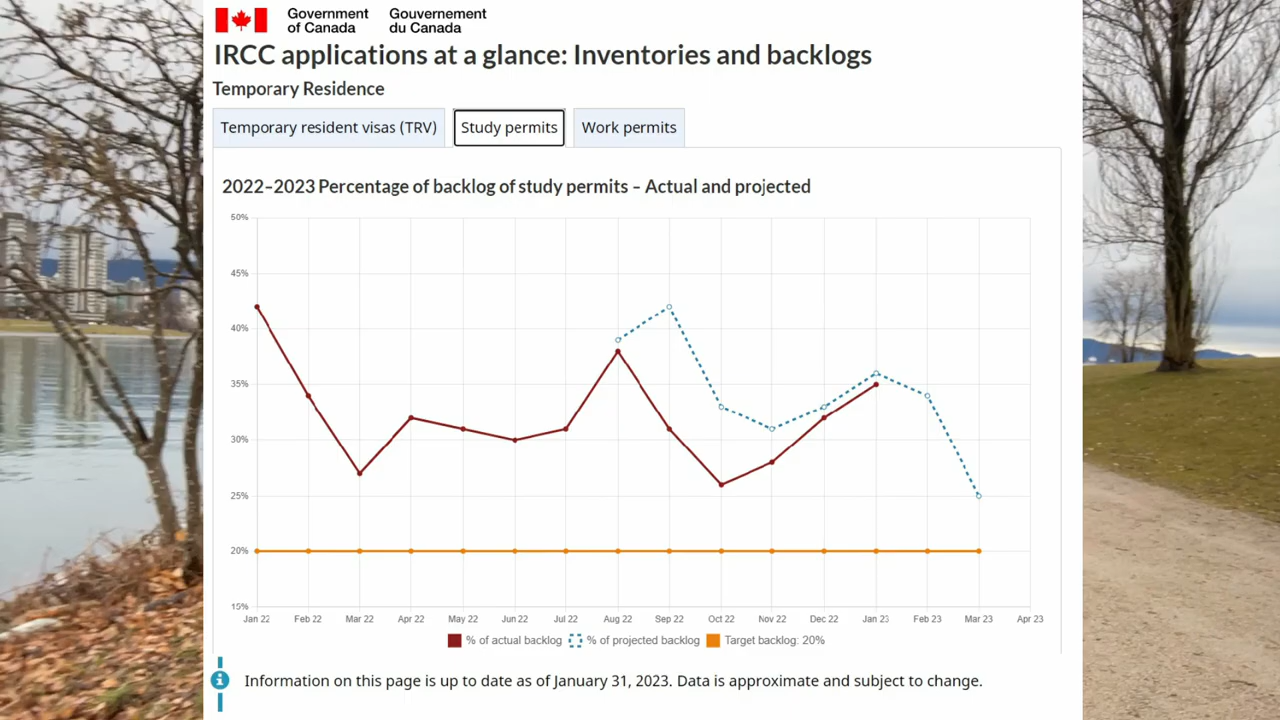 Government of Canada
Gouvernement du Canada
IRCC applications at a glance: Inventories and backlogs
Temporary Residence
Temporary resident visas (TRV) Study permits Work permits
2022–2023 Percentage of backlog of study permits – Actual and projected
50%
45%
40%
35%
30%
25%
20%
15%
Jan 22 Feb 22 Mar 22 Apr 22 May 22 Jun 22 Jul 22 Aug 22 Sep 22 Oct 22 Nov 22 Dec 22 Jan 23 Feb 23 Mar 23 Apr 23
% of actual backlog % of projected backlog Target backlog: 20%
Information on this page is up to date as of January 31, 2023. Data is approximate and subject to change.